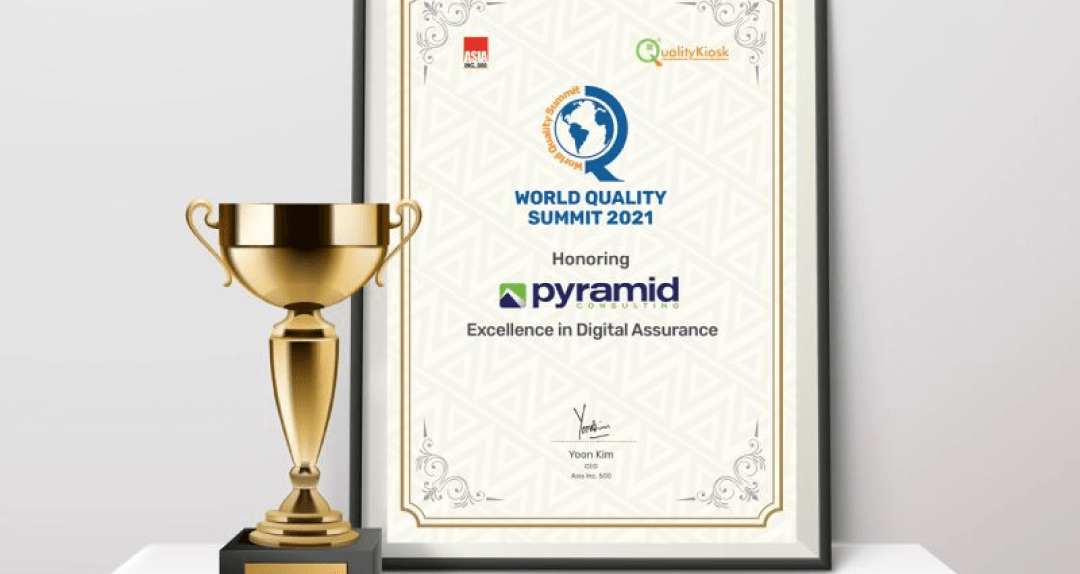 ASIA
INC. 500
QualityKiosk
World Quality Summit
WORLD QUALITY
SUMMIT 2021
Honoring
pyramid
CONSULTING
Excellence in Digital Assurance
Yoon Kim
CEO
Asia Inc. 500